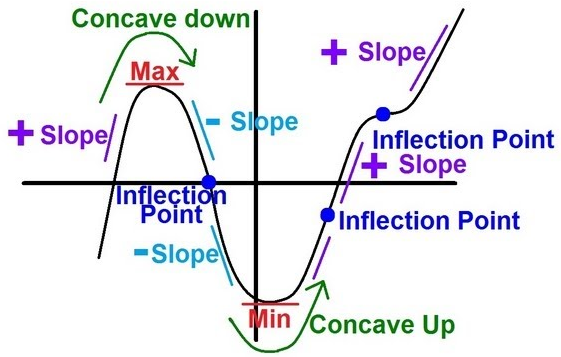 Concave down
Max
+ Slope
+ Slope
- Slope
Inflection Point
+ Slope
Inflection
Point
Inflection Point
- Slope
Min
Concave Up